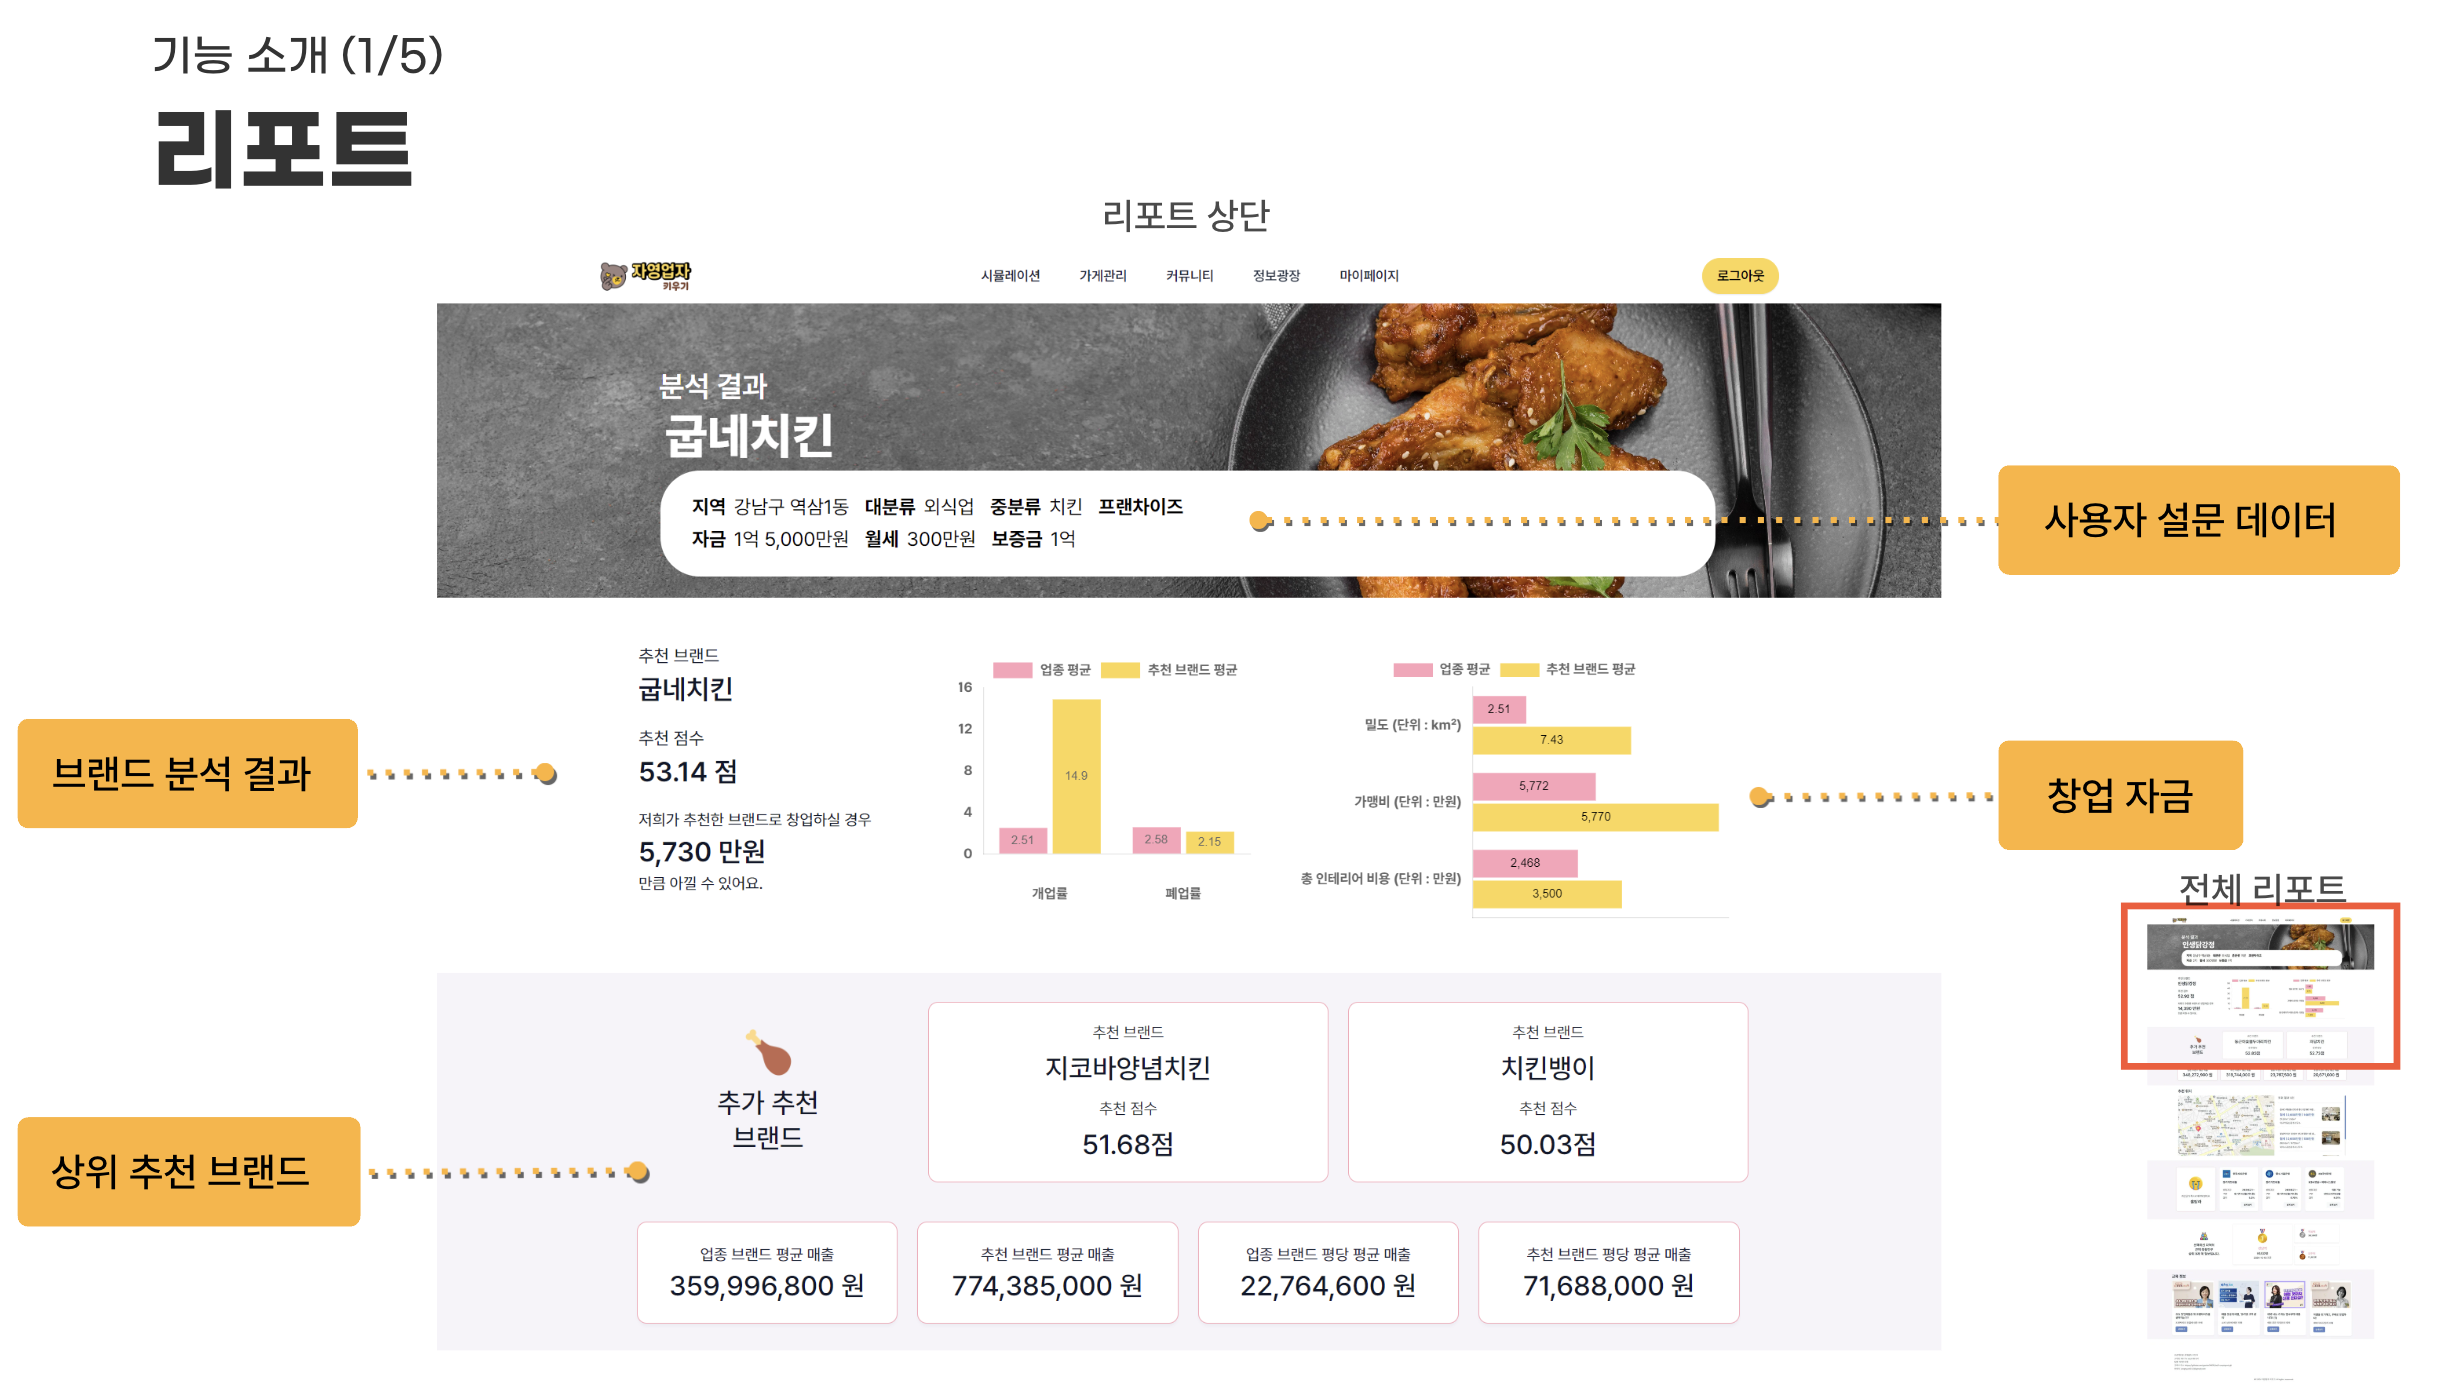 기능 소개 (1/5)
리포트
리포트 상단
자영업자
키우기
시뮬레이션 가게관리 커뮤니티 정보광장 마이페이지 로그아웃
분석 결과
굽네치킨
지역 강남구 역삼1동 대분류 외식업 중분류 치킨 프랜차이즈
자금 1억 5,000만원 월세 300만원 보증금 1억
사용자 설문 데이터
브랜드 분석 결과
추천 브랜드
굽네치킨
추천 점수
53.14 점
저희가 추천한 브랜드로 창업하실 경우
5,730 만원
만큼 아낄 수 있어요.
업종 평균 추천 브랜드 평균
16
12
8
4
0
14.9
2.51
2.58
2.15
개업률 폐업률
업종 평균 추천 브랜드 평균
밀도 (단위 : km²)
2.51
7.43
가맹비 (단위 : 만원)
5,772
5,770
총 인테리어 비용 (단위 : 만원)
2,468
3,500
창업 자금
상위 추천 브랜드
추가 추천
브랜드
추천 브랜드
지코바양념치킨
추천 점수
51.68점
추천 브랜드
치킨뱅이
추천 점수
50.03점
업종 브랜드 평균 매출
359,996,800 원
추천 브랜드 평균 매출
774,385,000 원
업종 브랜드 평당 평균 매출
22,764,600 원
추천 브랜드 평당 평균 매출
71,688,000 원
전체 리포트
분석 결과
인생닭강정